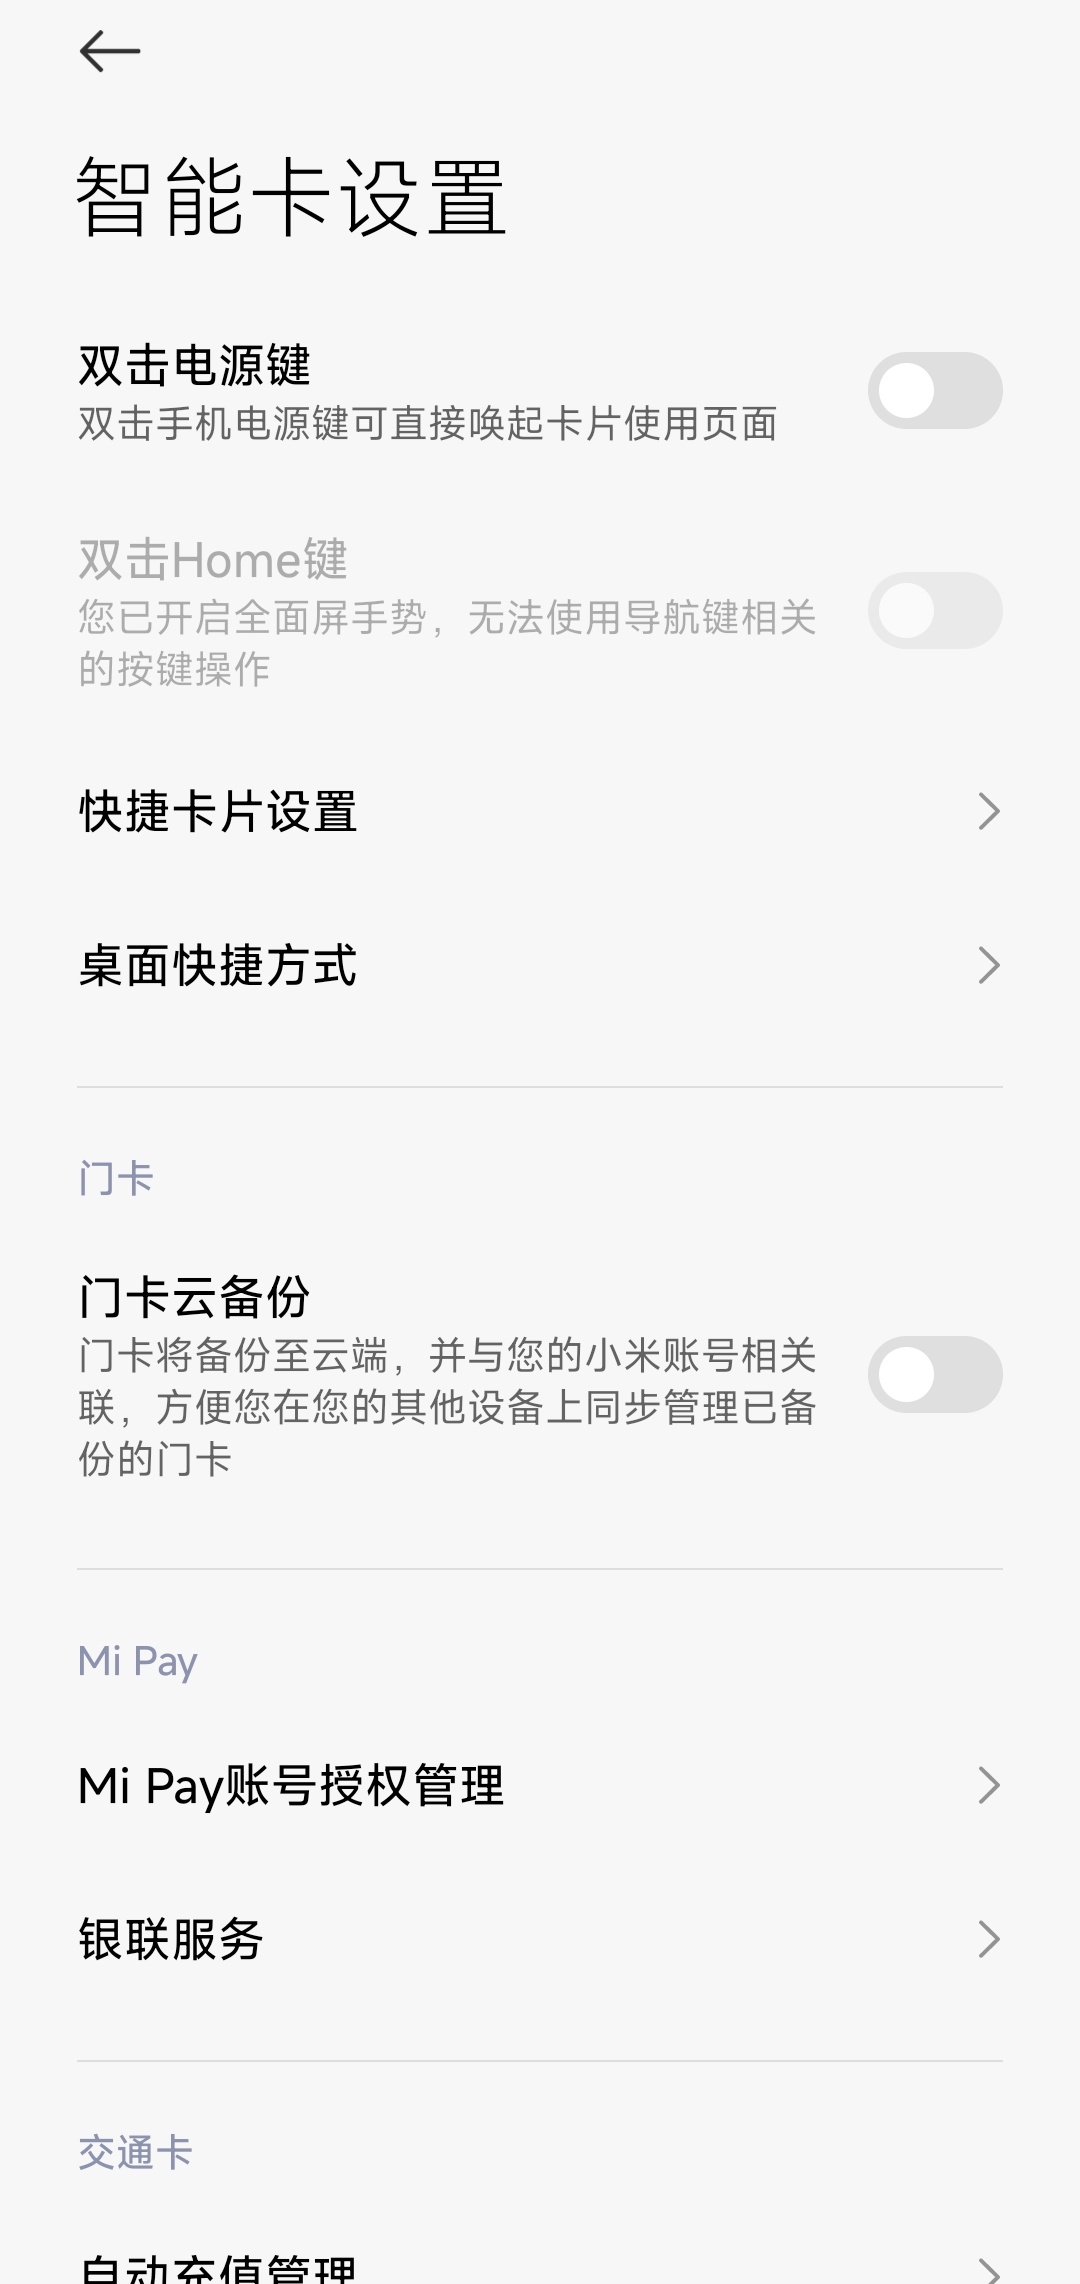 智能卡设置
双击电源键
双击手机电源键可直接唤起卡片使用页面
双击Home键
您已开启全面屏手势，无法使用导航键相关
的按键操作
快捷卡片设置
桌面快捷方式
门卡
门卡云备份
门卡将备份至云端，并与您的小米账号相关
联，方便您在您的其他设备上同步管理已备
份的门卡
Mi Pay
Mi Pay账号授权管理
银联服务
交通卡
自动充值管理